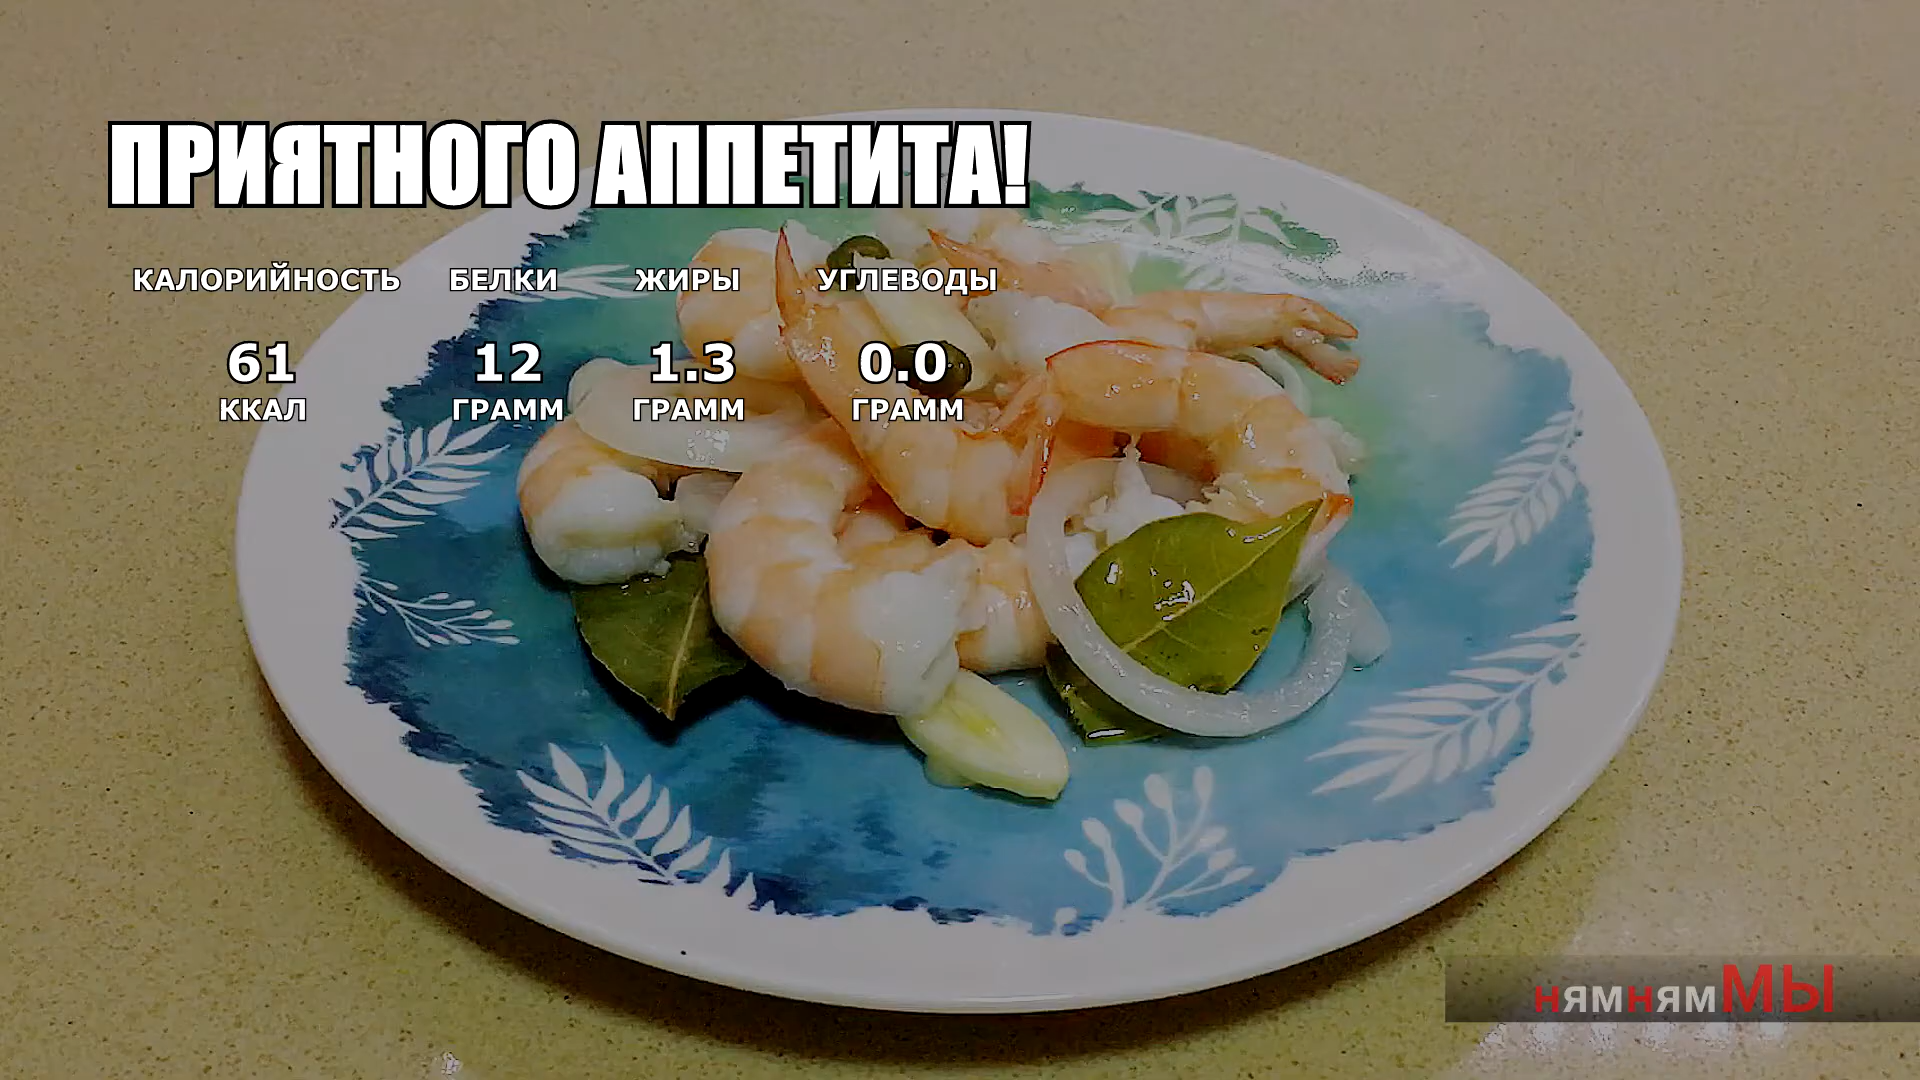 ПРИЯТНОГО АППЕТИТА!
КАЛОРИЙНОСТЬ БЕЛКИ ЖИРЫ УГЛЕВОДЫ
61 12 1.3 0.0
ККАЛ ГРАММ ГРАММ ГРАММ
нямнямМЫ